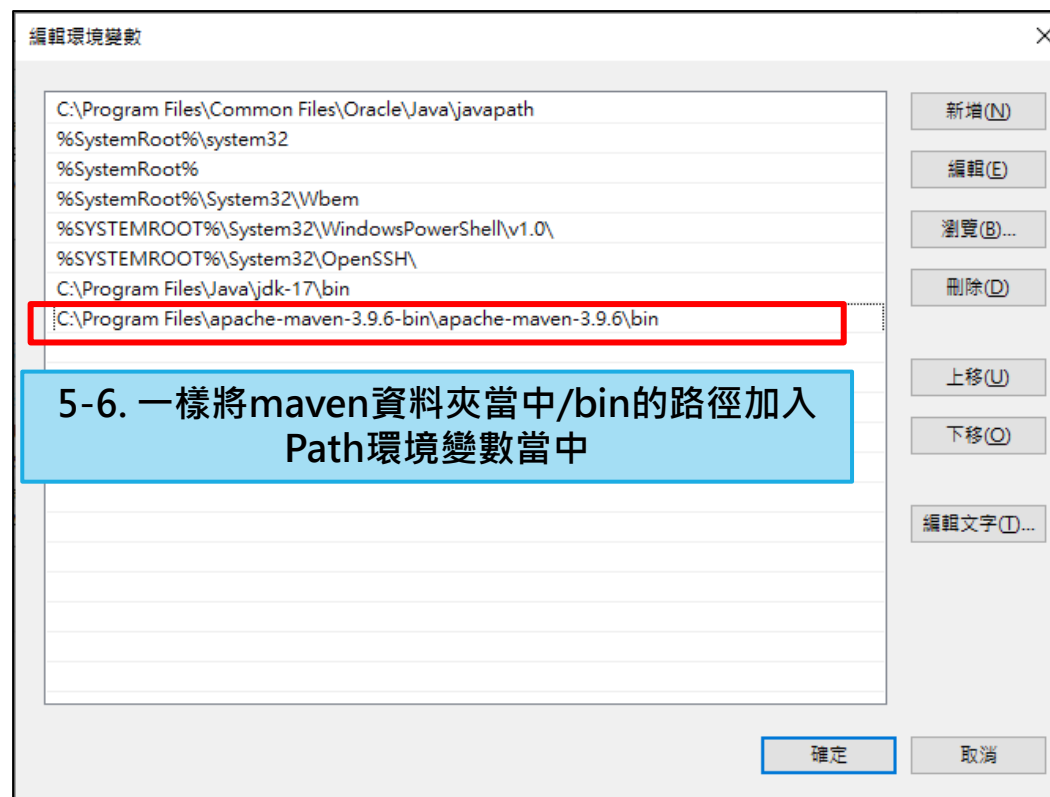 編輯環境變數
C:\Program Files\Common Files\Oracle\Java\javapath
%SystemRoot%\system32
%SystemRoot%
%SystemRoot%\System32\Wbem
%SYSTEMROOT%\System32\WindowsPowerShell\v1.0\
%SYSTEMROOT%\System32\OpenSSH\
C:\Program Files\Java\jdk-17\bin
C:\Program Files\apache-maven-3.9.6-bin\apache-maven-3.9.6\bin
5-6. 一樣將maven資料夾當中/bin的路徑加入
Path環境變數當中
新增(N)
編輯(E)
瀏覽(B)...
刪除(D)
上移(U)
下移(O)
編輯文字(T)...
確定
取消